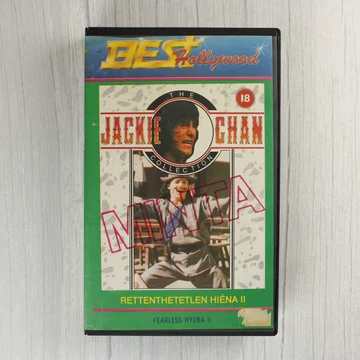 BEST
Hollywood
THE
18
JACKIE CHAN
COLLECTION
MINTA
RETTENTHETETLEN HIÉNA II
FEARLESS HYENA II